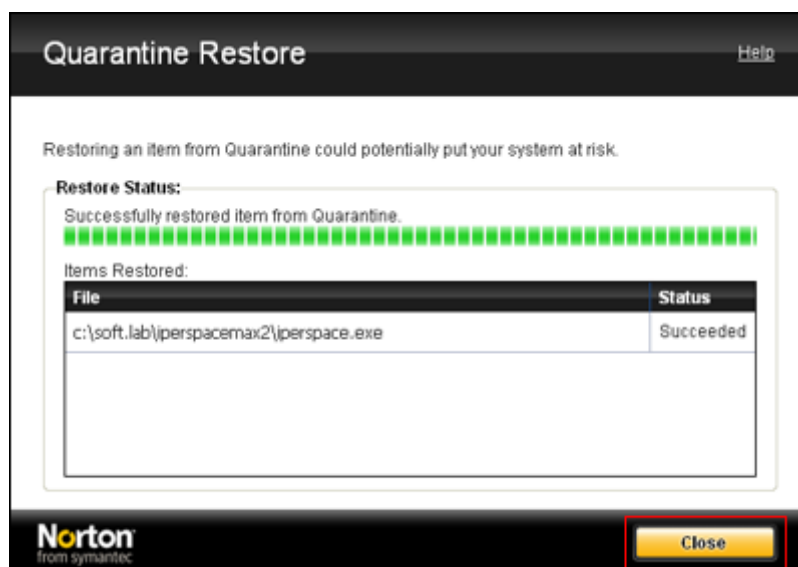 Quarantine Restore
Help
Restoring an item from Quarantine could potentially put your system at risk.
Restore Status:
Successfully restored item from Quarantine.
Items Restored:
File Status
c:\soft.lab\iperspacemax2\iperspace.exe Succeeded
Norton
from symantec
Close